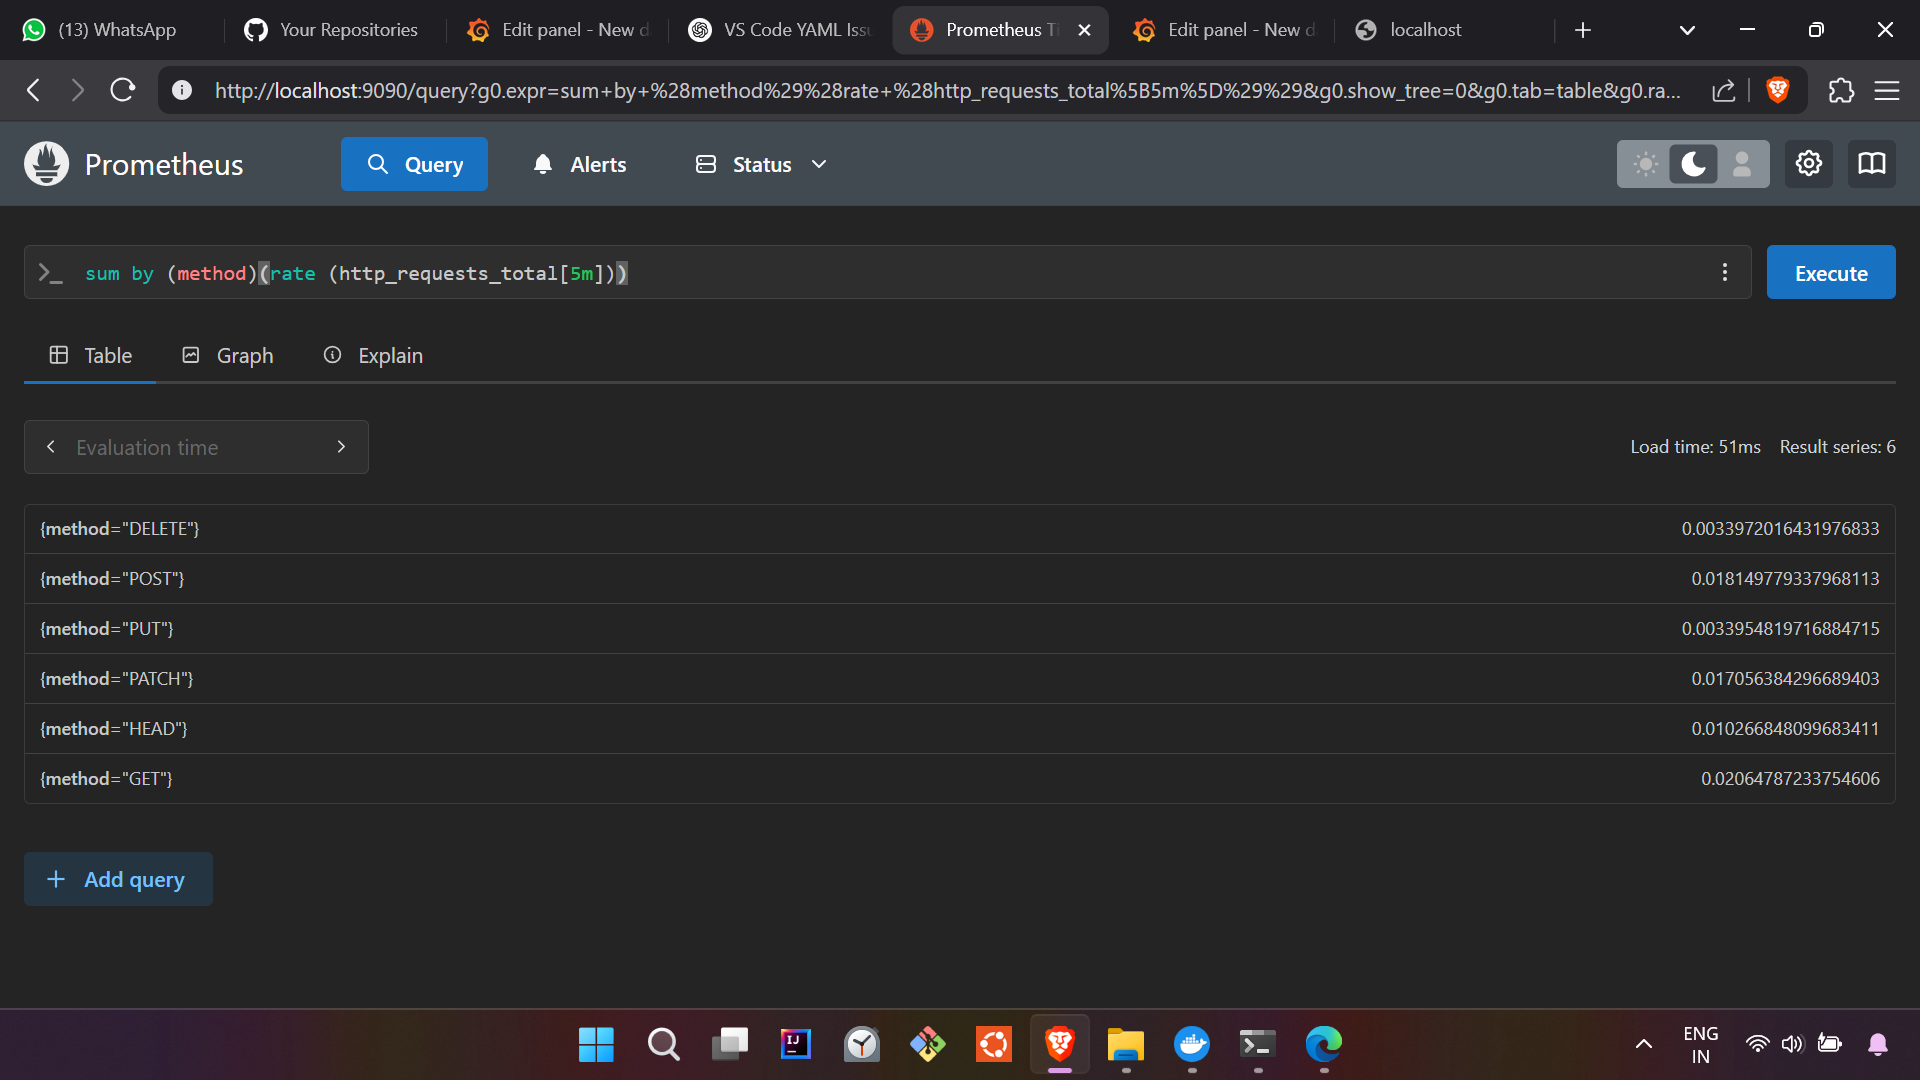 (13) WhatsApp
Your Repositories
Edit panel - New d
VS Code YAML Issu
Prometheus Ti
Edit panel - New d
localhost
http://localhost:9090/query?g0.expr=sum+by+%28method%29%28rate+%28http_requests_total%5B5m%5D%29%29&g0.show_tree=0&g0.tab=table&g0.ra...
Prometheus
Query
Alerts
Status
sum by (method)(rate (http_requests_total[5m]))
Execute
Table
Graph
Explain
Evaluation time
Load time: 51ms
Result series: 6
{method="DELETE"} 0.0033972016431976833
{method="POST"} 0.018149779337968113
{method="PUT"} 0.0033954819716884715
{method="PATCH"} 0.017056384296689403
{method="HEAD"} 0.010266848099683411
{method="GET"} 0.02064787233754606
Add query
IJ
ENG
IN